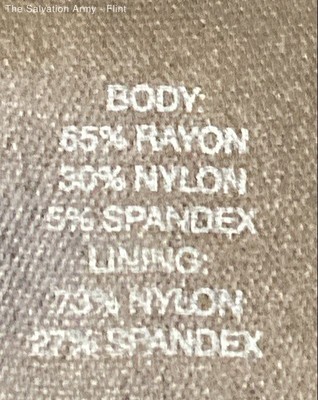 The Salvation Army - Flint
BODY:
65% RAYON
30% NYLON
5% SPANDEX
LINING:
73% NYLON
27% SPANDEX